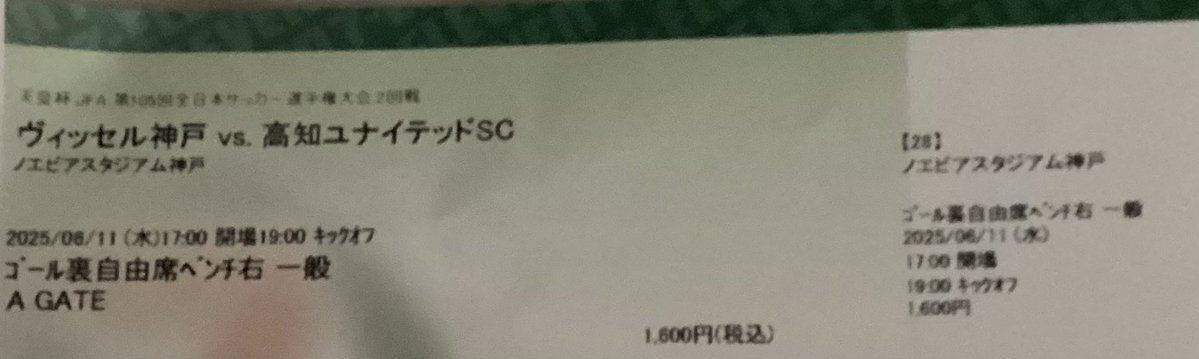 天皇杯 JFA 第105回全日本サッカー選手権大会 2回戦
ヴィッセル神戸 vs. 高知ユナイテッドSC
ノエビアスタジアム神戸
2025/06/11 (水)17:00 開場19:00 ｷｯｸｵﾌ
ｺﾞｰﾙ裏自由席ﾍﾞﾝﾁ右 一般
A GATE
1,600円(税込)
【28】
ノエビアスタジアム神戸
ｺﾞｰﾙ裏自由席ﾍﾞﾝﾁ右 一般
2025/06/11 (水)
17:00 開場
19:00 ｷｯｸｵﾌ
1,600円